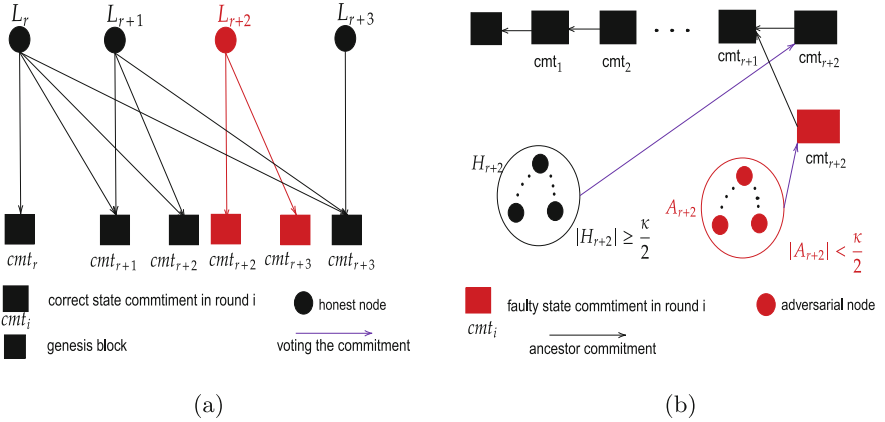 L_r L_{r+1} L_{r+2} L_{r+3}
cmt_r cmt_{r+1} cmt_{r+2} cmt_{r+2} cmt_{r+3} cmt_{r+3}
cmt_i correct state commtiment in round i
honest node
genesis block
voting the commitment
(a)
cmt_1 cmt_2 ... cmt_{r+1} cmt_{r+2}
cmt_{r+2}
H_{r+2}
|H_{r+2}| ≥ κ/2
A_{r+2}
|A_{r+2}| < κ/2
cmt_i faulty state commtiment in round i
adversarial node
ancestor commitment
(b)